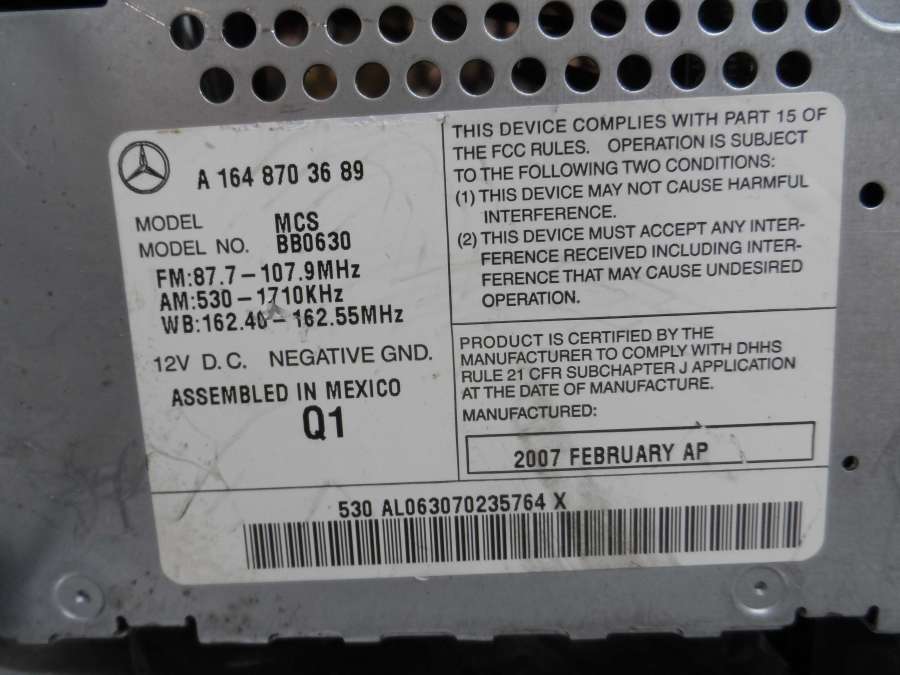 A 164 870 36 89
MODEL MCS
MODEL NO. BB0630
FM:87.7-107.9MHz
AM:530-1710KHz
WB:162.40-162.55MHz
12V D.C. NEGATIVE GND.
ASSEMBLED IN MEXICO
Q1
THIS DEVICE COMPLIES WITH PART 15 OF
THE FCC RULES. OPERATION IS SUBJECT
TO THE FOLLOWING TWO CONDITIONS:
(1) THIS DEVICE MAY NOT CAUSE HARMFUL
INTERFERENCE.
(2) THIS DEVICE MUST ACCEPT ANY INTER-
FERENCE RECEIVED INCLUDING INTER-
FERENCE THAT MAY CAUSE UNDESIRED
OPERATION.
PRODUCT IS CERTIFIED BY THE
MANUFACTURER TO COMPLY WITH DHHS
RULE 21 CFR SUBCHAPTER J APPLICATION
AT THE DATE OF MANUFACTURE.
MANUFACTURED:
2007 FEBRUARY AP
530 AL063070235764 X